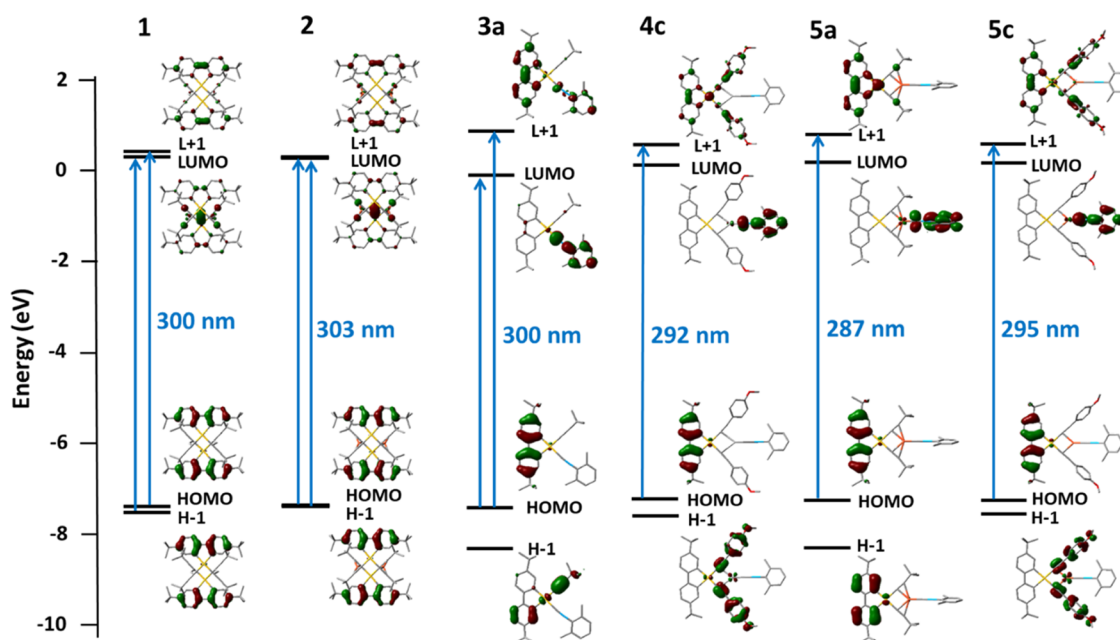 1 2 3a 4c 5a 5c
2
0
-2
-4
-6
-8
-10
Energy (eV)
L+1
LUMO
300 nm
HOMO
H-1
L+1
LUMO
303 nm
HOMO
H-1
L+1
LUMO
300 nm
HOMO
H-1
L+1
LUMO
292 nm
HOMO
H-1
L+1
LUMO
287 nm
HOMO
H-1
L+1
LUMO
295 nm
HOMO
H-1